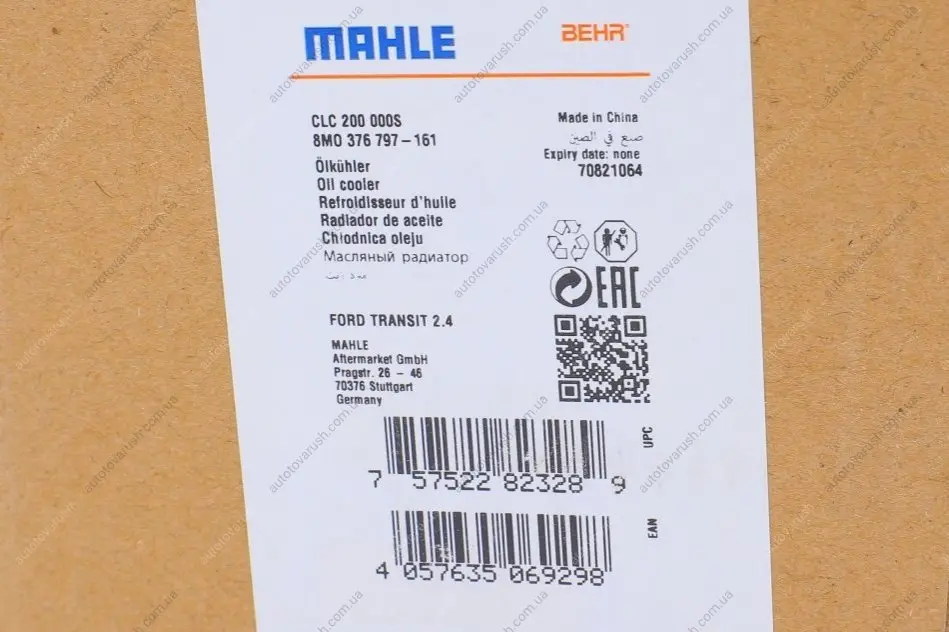 MAHLE
BEHR®
CLC 200 000S
8MO 376 797-161
Ölkühler
Oil cooler
Refroidisseur d'huile
Radiador de aceite
Chłodnica oleju
Масляный радиатор
Made in China
صنع في الصين
Expiry date: none
70821064
EAC
FORD TRANSIT 2.4
MAHLE
Aftermarket GmbH
Pragstr. 26 - 46
70376 Stuttgart
Germany
UPC
7 57522 82328 9
EAN
4 057635 069298
autotovarush.com.ua